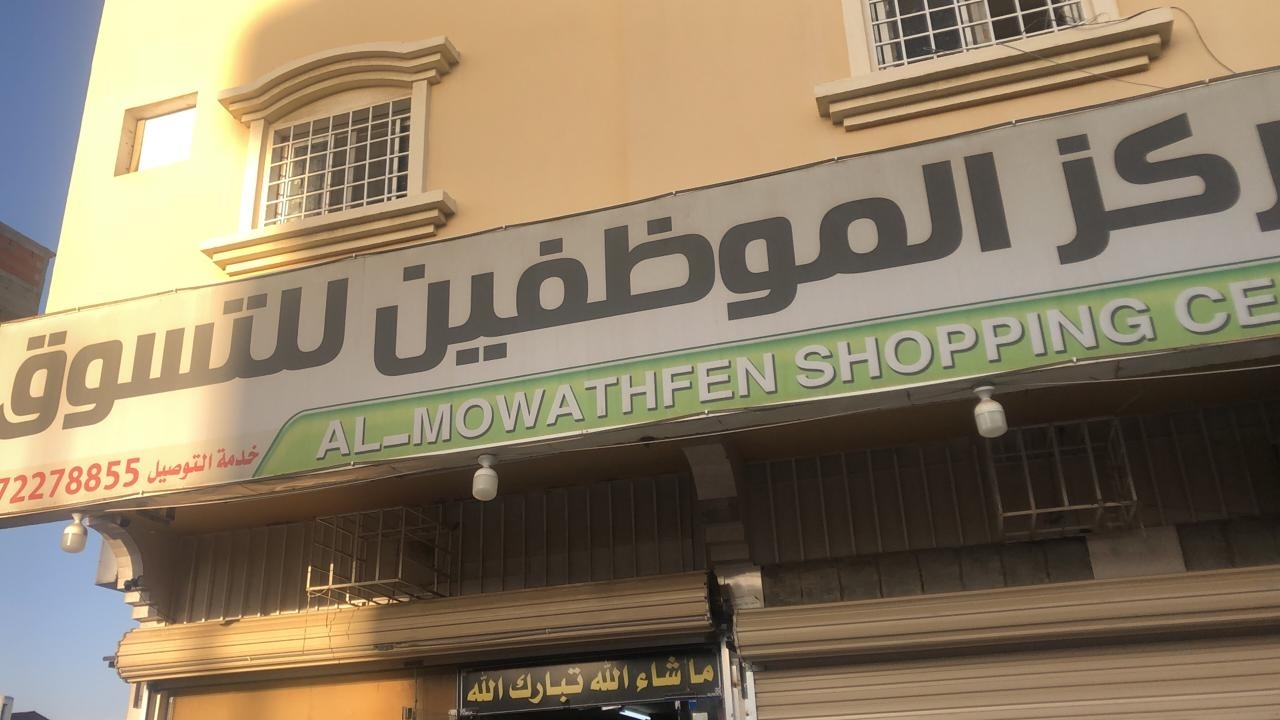 ركز الموظفين للتسوق
AL-MOWATHFEN SHOPPING CE
خدمة التوصيل 72278855
ما شاء الله تبارك الله